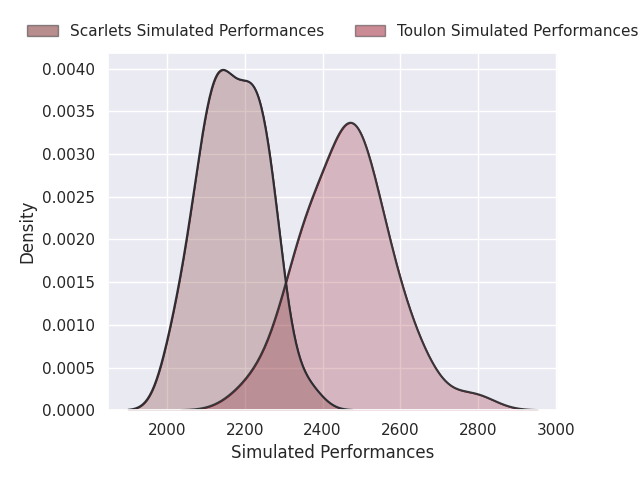 Scarlets Simulated Performances Toulon Simulated Performances
0.0040
0.0035
0.0030
0.0025
0.0020
0.0015
0.0010
0.0005
0.0000
Density
2000 2200 2400 2600 2800 3000
Simulated Performances